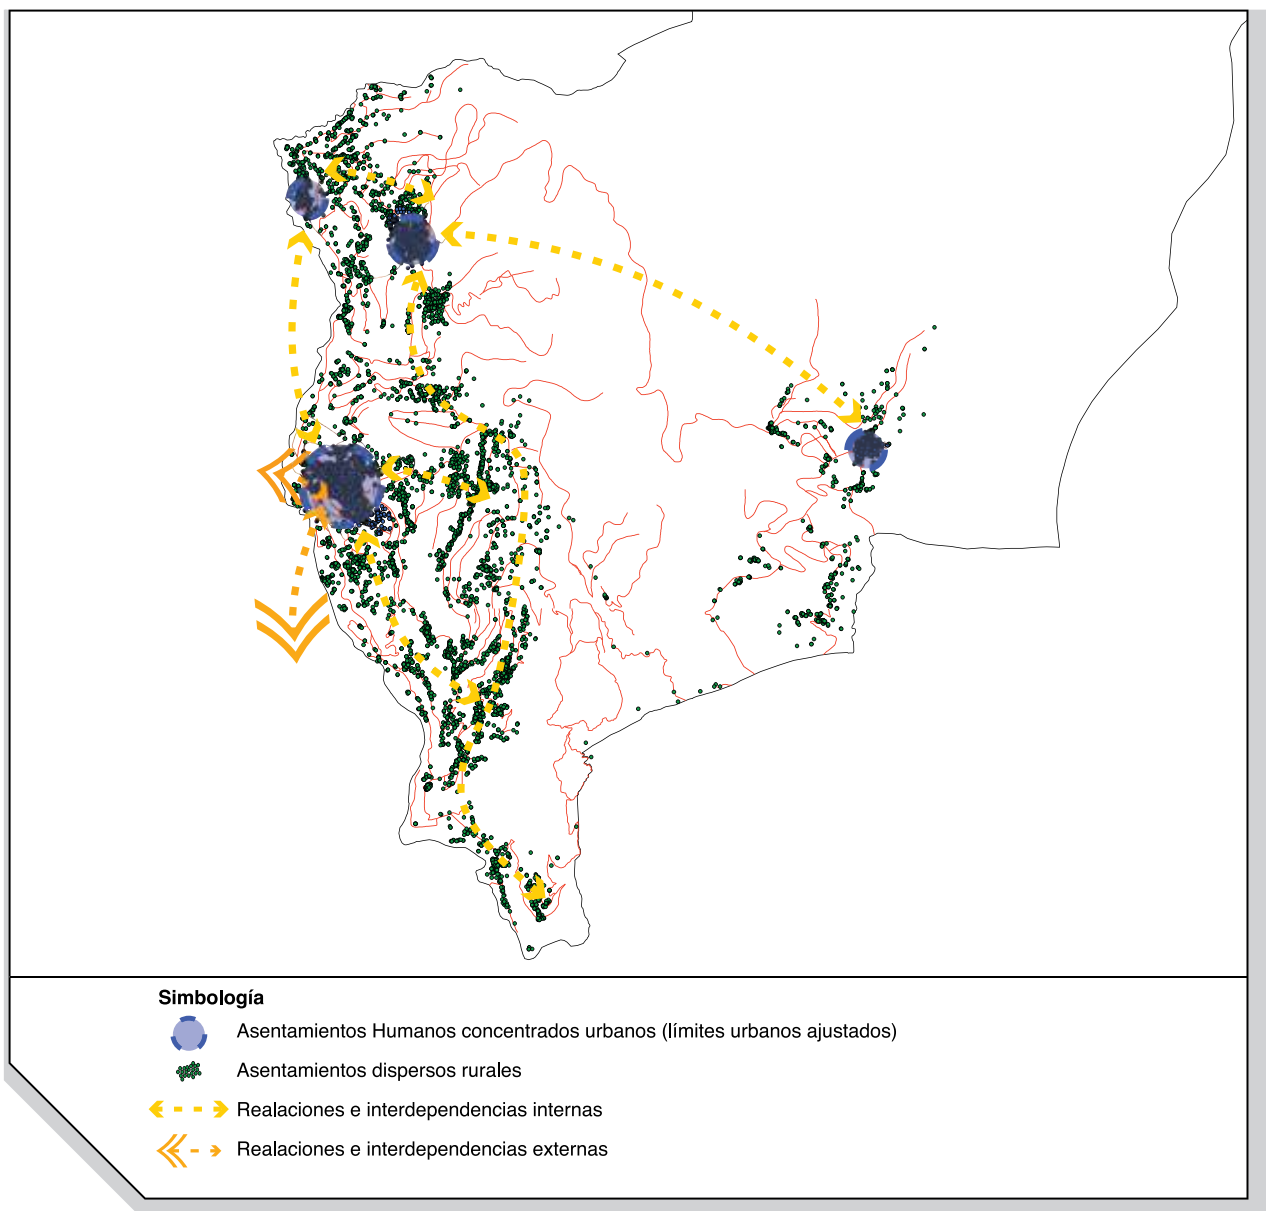 Simbología
Asentamientos Humanos concentrados urbanos (límites urbanos ajustados)
Asentamientos dispersos rurales
Realaciones e interdependencias internas
Realaciones e interdependencias externas